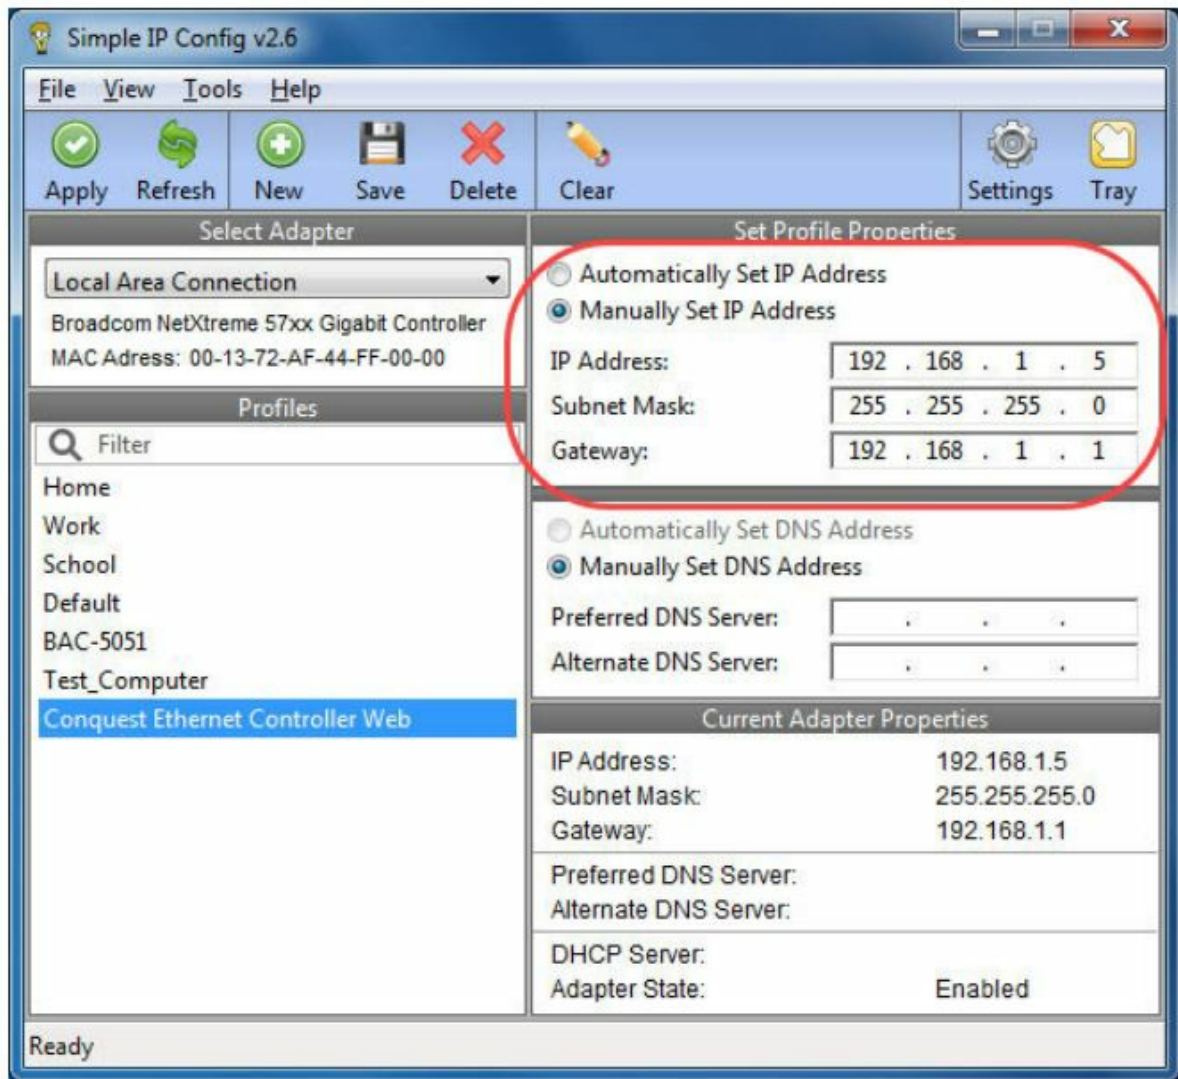 Simple IP Config v2.6
File View Tools Help
Apply Refresh New Save Delete Clear Settings Tray
Select Adapter
Local Area Connection
Broadcom NetXtreme 57xx Gigabit Controller
MAC Adress: 00-13-72-AF-44-FF-00-00
Profiles
Filter
Home
Work
School
Default
BAC-5051
Test_Computer
Conquest Ethernet Controller Web
Set Profile Properties
Automatically Set IP Address
Manually Set IP Address
IP Address: 192 . 168 . 1 . 5
Subnet Mask: 255 . 255 . 255 . 0
Gateway: 192 . 168 . 1 . 1
Automatically Set DNS Address
Manually Set DNS Address
Preferred DNS Server: . . .
Alternate DNS Server: . . .
Current Adapter Properties
IP Address: 192.168.1.5
Subnet Mask: 255.255.255.0
Gateway: 192.168.1.1
Preferred DNS Server:
Alternate DNS Server:
DHCP Server:
Adapter State: Enabled
Ready